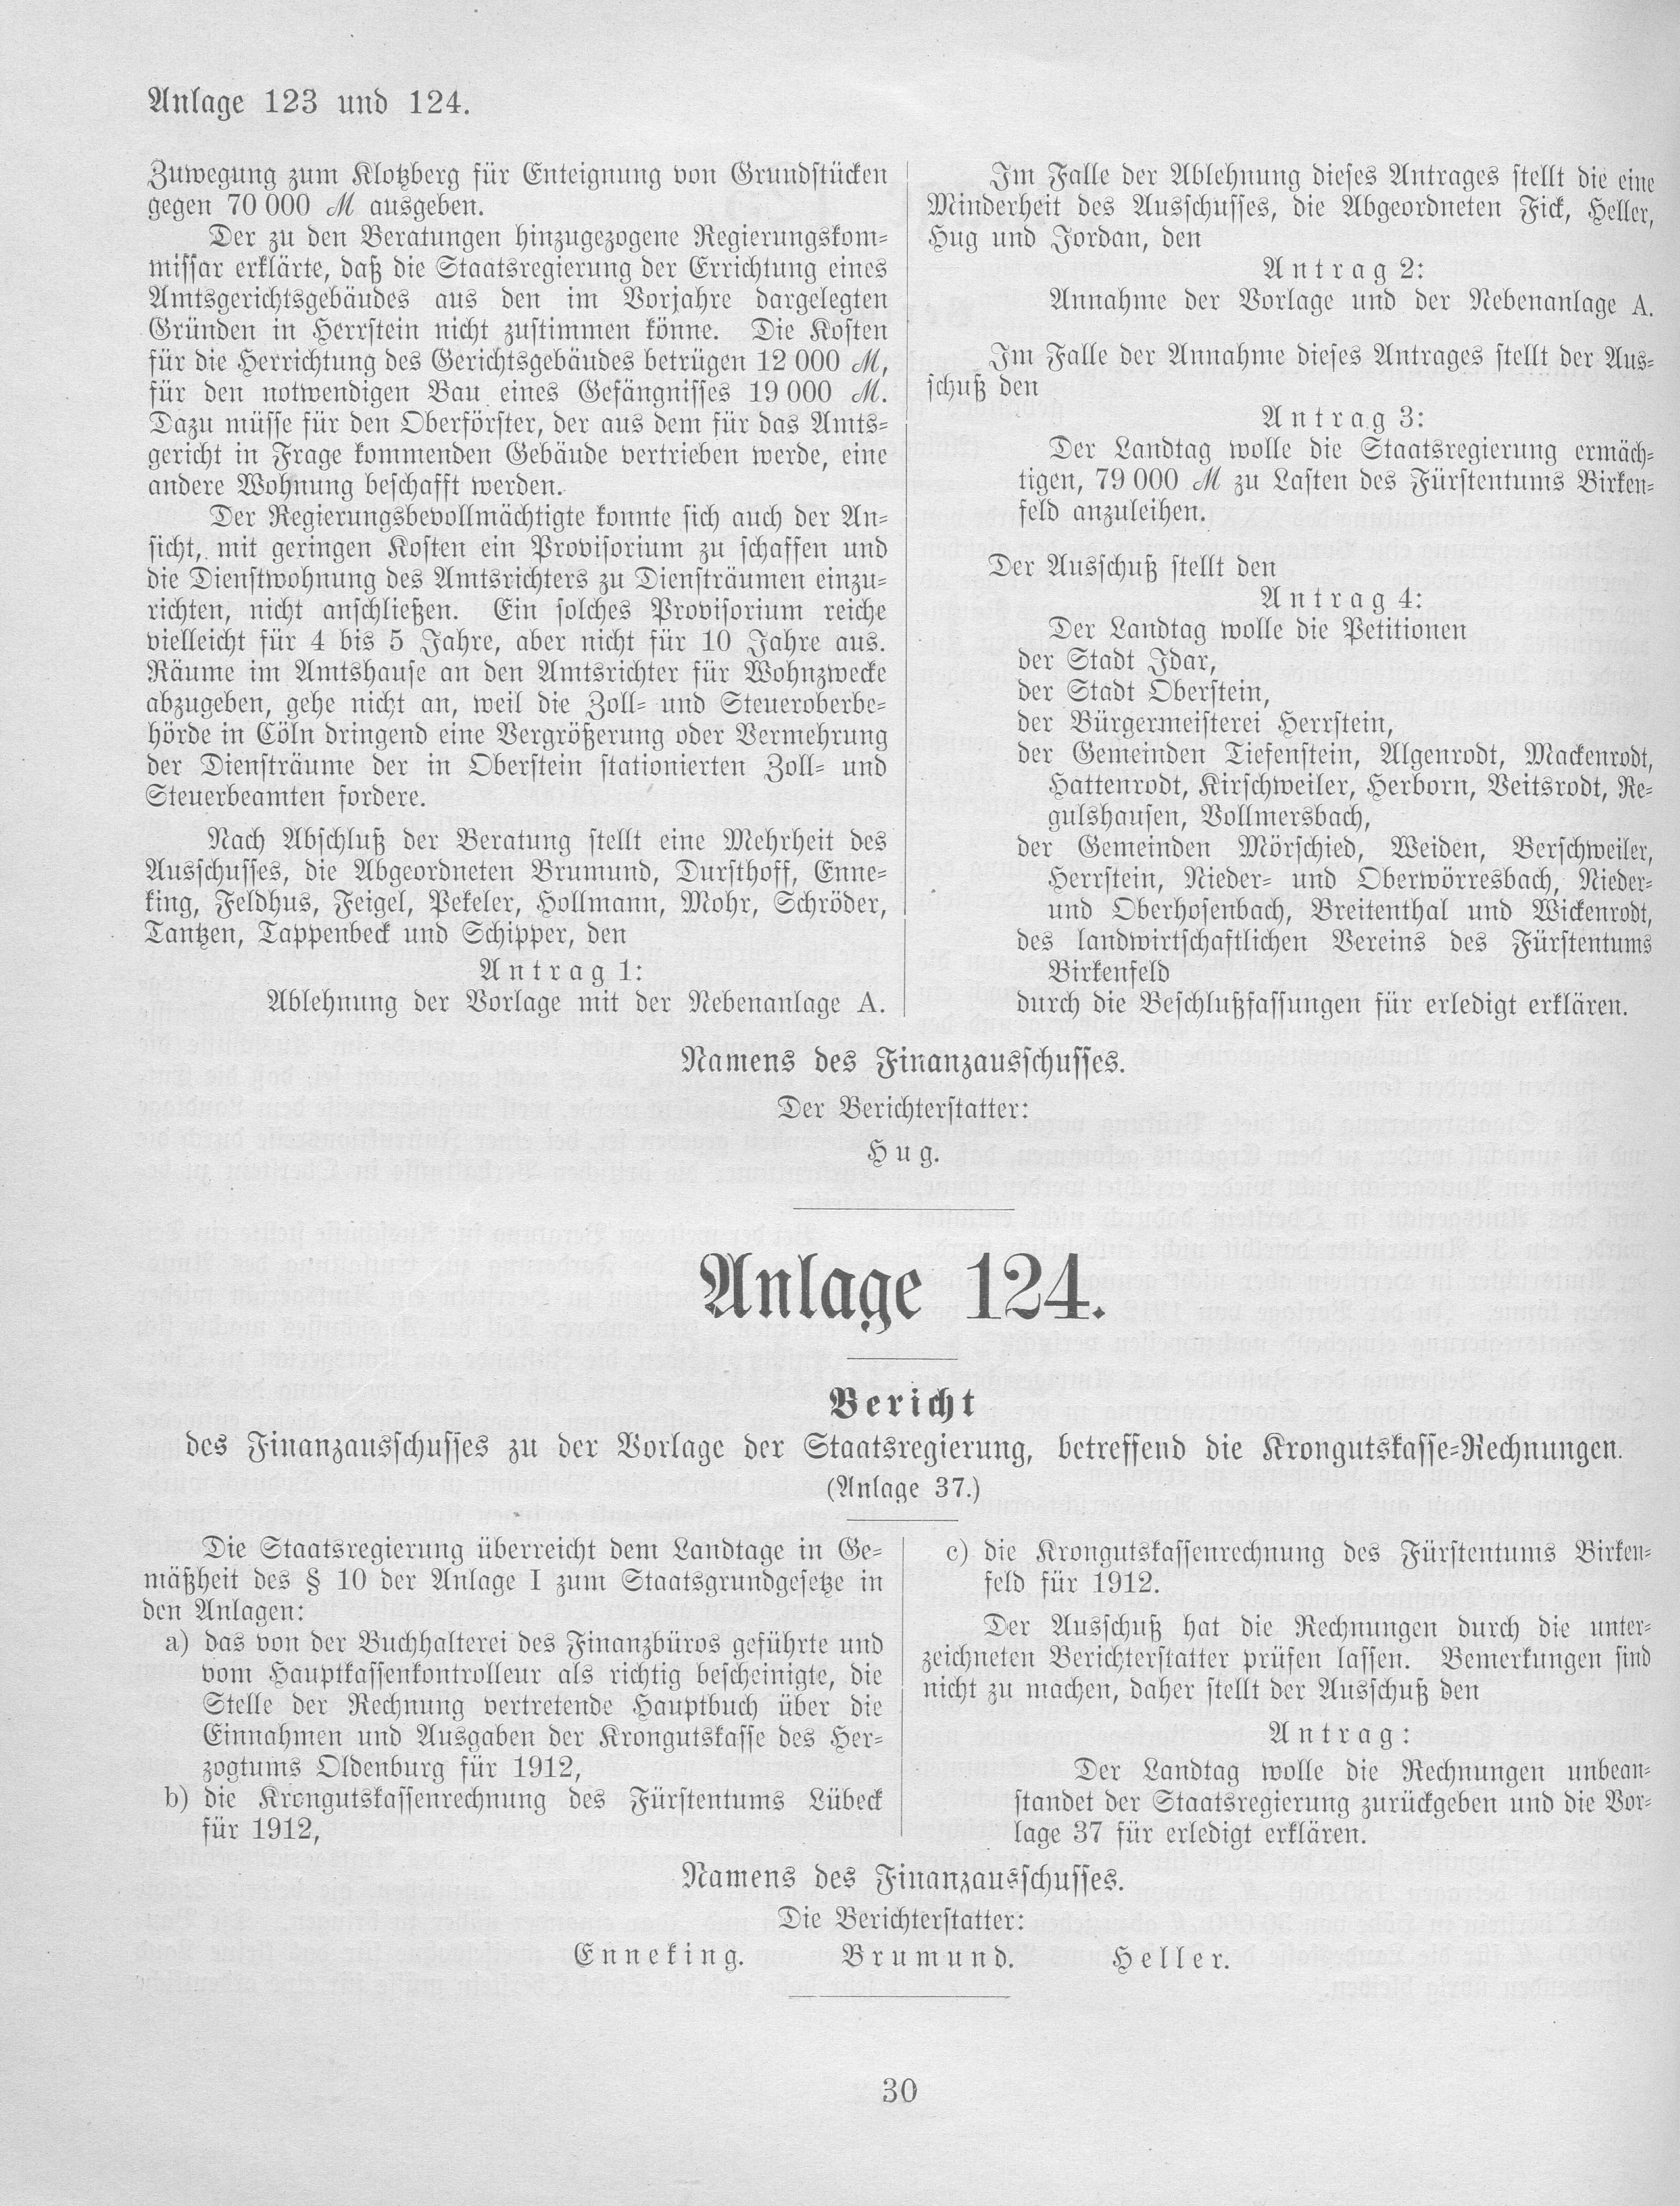 Anlage 123 und 124.
Zuwegung zum Klotzberg für Enteignung von Grundstücken
gegen 70 000 ℳ ausgeben.
Der zu den Beratungen hinzugezogene Regierungskom-
missar erklärte, daß die Staatsregierung der Errichtung eines
Amtsgerichtsgebäudes aus den im Vorjahre dargelegten
Gründen in Herrstein nicht zustimmen könne. Die Kosten
für die Herrichtung des Gerichtsgebäudes betrügen 12 000 ℳ,
für den notwendigen Bau eines Gefängnisses 19 000 ℳ.
Dazu müsse für den Oberförster, der aus dem für das Amts-
gericht in Frage kommenden Gebäude vertrieben werde, eine
andere Wohnung beschafft werden.
Der Regierungsbevollmächtigte konnte sich auch der An-
sicht, mit geringen Kosten ein Provisorium zu schaffen und
die Dienstwohnung des Amtsrichters zu Diensträumen einzu-
richten, nicht anschließen. Ein solches Provisorium reiche
vielleicht für 4 bis 5 Jahre, aber nicht für 10 Jahre aus.
Räume im Amtshause an den Amtsrichter für Wohnzwecke
abzugeben, gehe nicht an, weil die Zoll- und Steueroberbe-
hörde in Cöln dringend eine Vergrößerung oder Vermehrung
der Diensträume der in Oberstein stationierten Zoll- und
Steuerbeamten fordere.
Nach Abschluß der Beratung stellt eine Mehrheit des
Ausschusses, die Abgeordneten Brumund, Dursthoff, Enne-
king, Feldhus, Feigel, Pekeler, Hollmann, Mohr, Schröder,
Tantzen, Tappenbeck und Schipper, den
Antrag 1:
Ablehnung der Vorlage mit der Nebenanlage A.
Im Falle der Ablehnung dieses Antrages stellt die eine
Minderheit des Ausschusses, die Abgeordneten Fick, Heller,
Hug und Jordan, den
Antrag 2:
Annahme der Vorlage und der Nebenanlage A.
Im Falle der Annahme dieses Antrages stellt der Aus-
schuß den
Antrag 3:
Der Landtag wolle die Staatsregierung ermäch-
tigen, 79 000 ℳ zu Lasten des Fürstentums Birken-
feld anzuleihen.
Der Ausschuß stellt den
Antrag 4:
Der Landtag wolle die Petitionen
der Stadt Idar,
der Stadt Oberstein,
der Bürgermeisterei Herrstein,
der Gemeinden Tiefenstein, Algenrodt, Mackenrodt,
Hattenrodt, Kirschweiler, Herborn, Veitsrodt, Re-
gulshausen, Vollmersbach,
der Gemeinden Mörschied, Weiden, Berschweiler,
Herrstein, Nieder- und Oberwörresbach, Nieder-
und Oberhosenbach, Breitenthal und Wickenrodt,
des landwirtschaftlichen Vereins des Fürstentums
Birkenfeld
durch die Beschlußfassungen für erledigt erklären.
Namens des Finanzausschusses.
Der Berichterstatter:
Hug.
Anlage 124.
Bericht
des Finanzausschusses zu der Vorlage der Staatsregierung, betreffend die Krongutskasse-Rechnungen.
(Anlage 37.)
Die Staatsregierung überreicht dem Landtage in Ge-
mäßheit des § 10 der Anlage I zum Staatsgrundgesetze in
den Anlagen:
a) das von der Buchhalterei des Finanzbüros geführte und
vom Hauptkassenkontrolleur als richtig bescheinigte, die
Stelle der Rechnung vertretende Hauptbuch über die
Einnahmen und Ausgaben der Krongutskasse des Her-
zogtums Oldenburg für 1912,
b) die Krongutskassenrechnung des Fürstentums Lübeck
für 1912,
c) die Krongutskassenrechnung des Fürstentums Birken-
feld für 1912.
Der Ausschuß hat die Rechnungen durch die unter-
zeichneten Berichterstatter prüfen lassen. Bemerkungen sind
nicht zu machen, daher stellt der Ausschuß den
Antrag:
Der Landtag wolle die Rechnungen unbean-
standet der Staatsregierung zurückgeben und die Vor-
lage 37 für erledigt erklären.
Namens des Finanzausschusses.
Die Berichterstatter:
Enneking. Brumund. Heller.
30